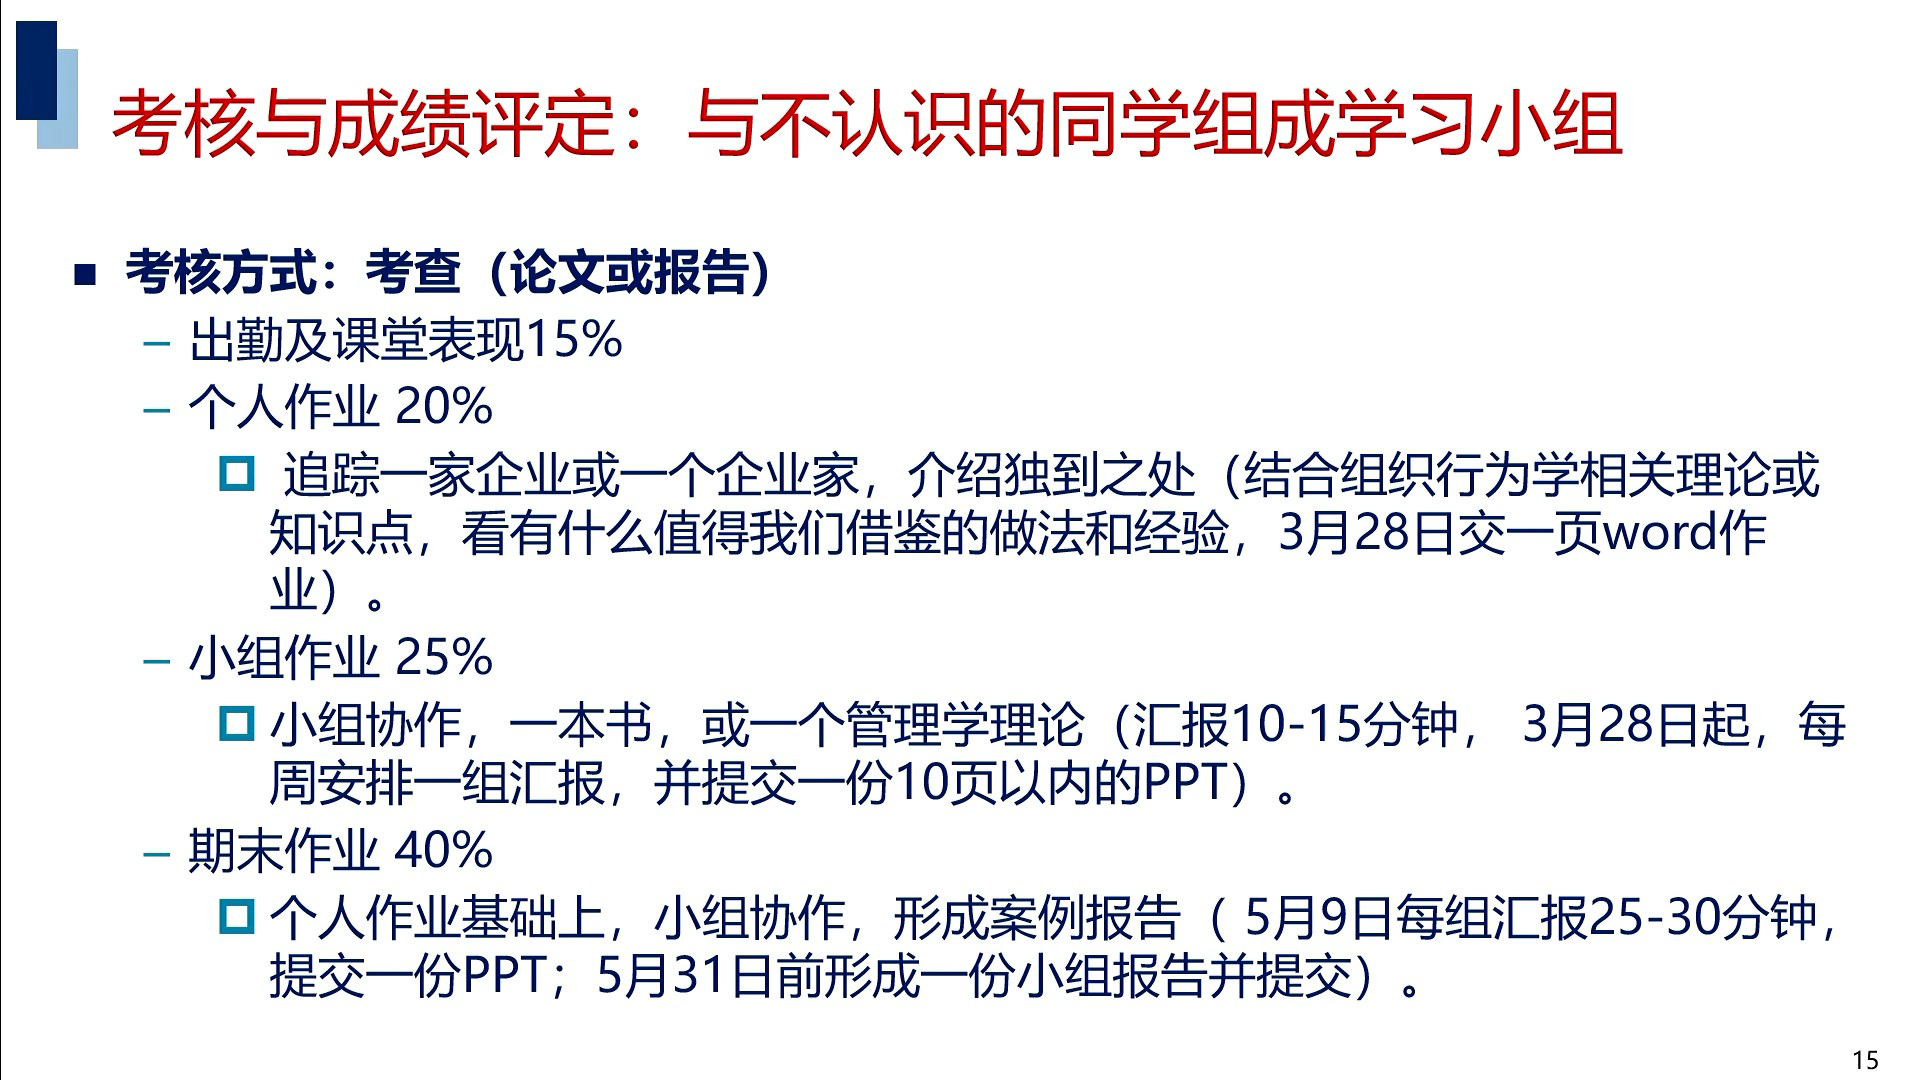 考核与成绩评定：与不认识的同学组成学习小组
■ 考核方式：考查（论文或报告）
– 出勤及课堂表现15%
– 个人作业 20%
追踪一家企业或一个企业家，介绍独到之处（结合组织行为学相关理论或
知识点，看有什么值得我们借鉴的做法和经验，3月28日交一页word作
业）。
– 小组作业 25%
小组协作，一本书，或一个管理学理论（汇报10-15分钟， 3月28日起，每
周安排一组汇报，并提交一份10页以内的PPT）。
– 期末作业 40%
个人作业基础上，小组协作，形成案例报告（ 5月9日每组汇报25-30分钟，
提交一份PPT；5月31日前形成一份小组报告并提交）。
15